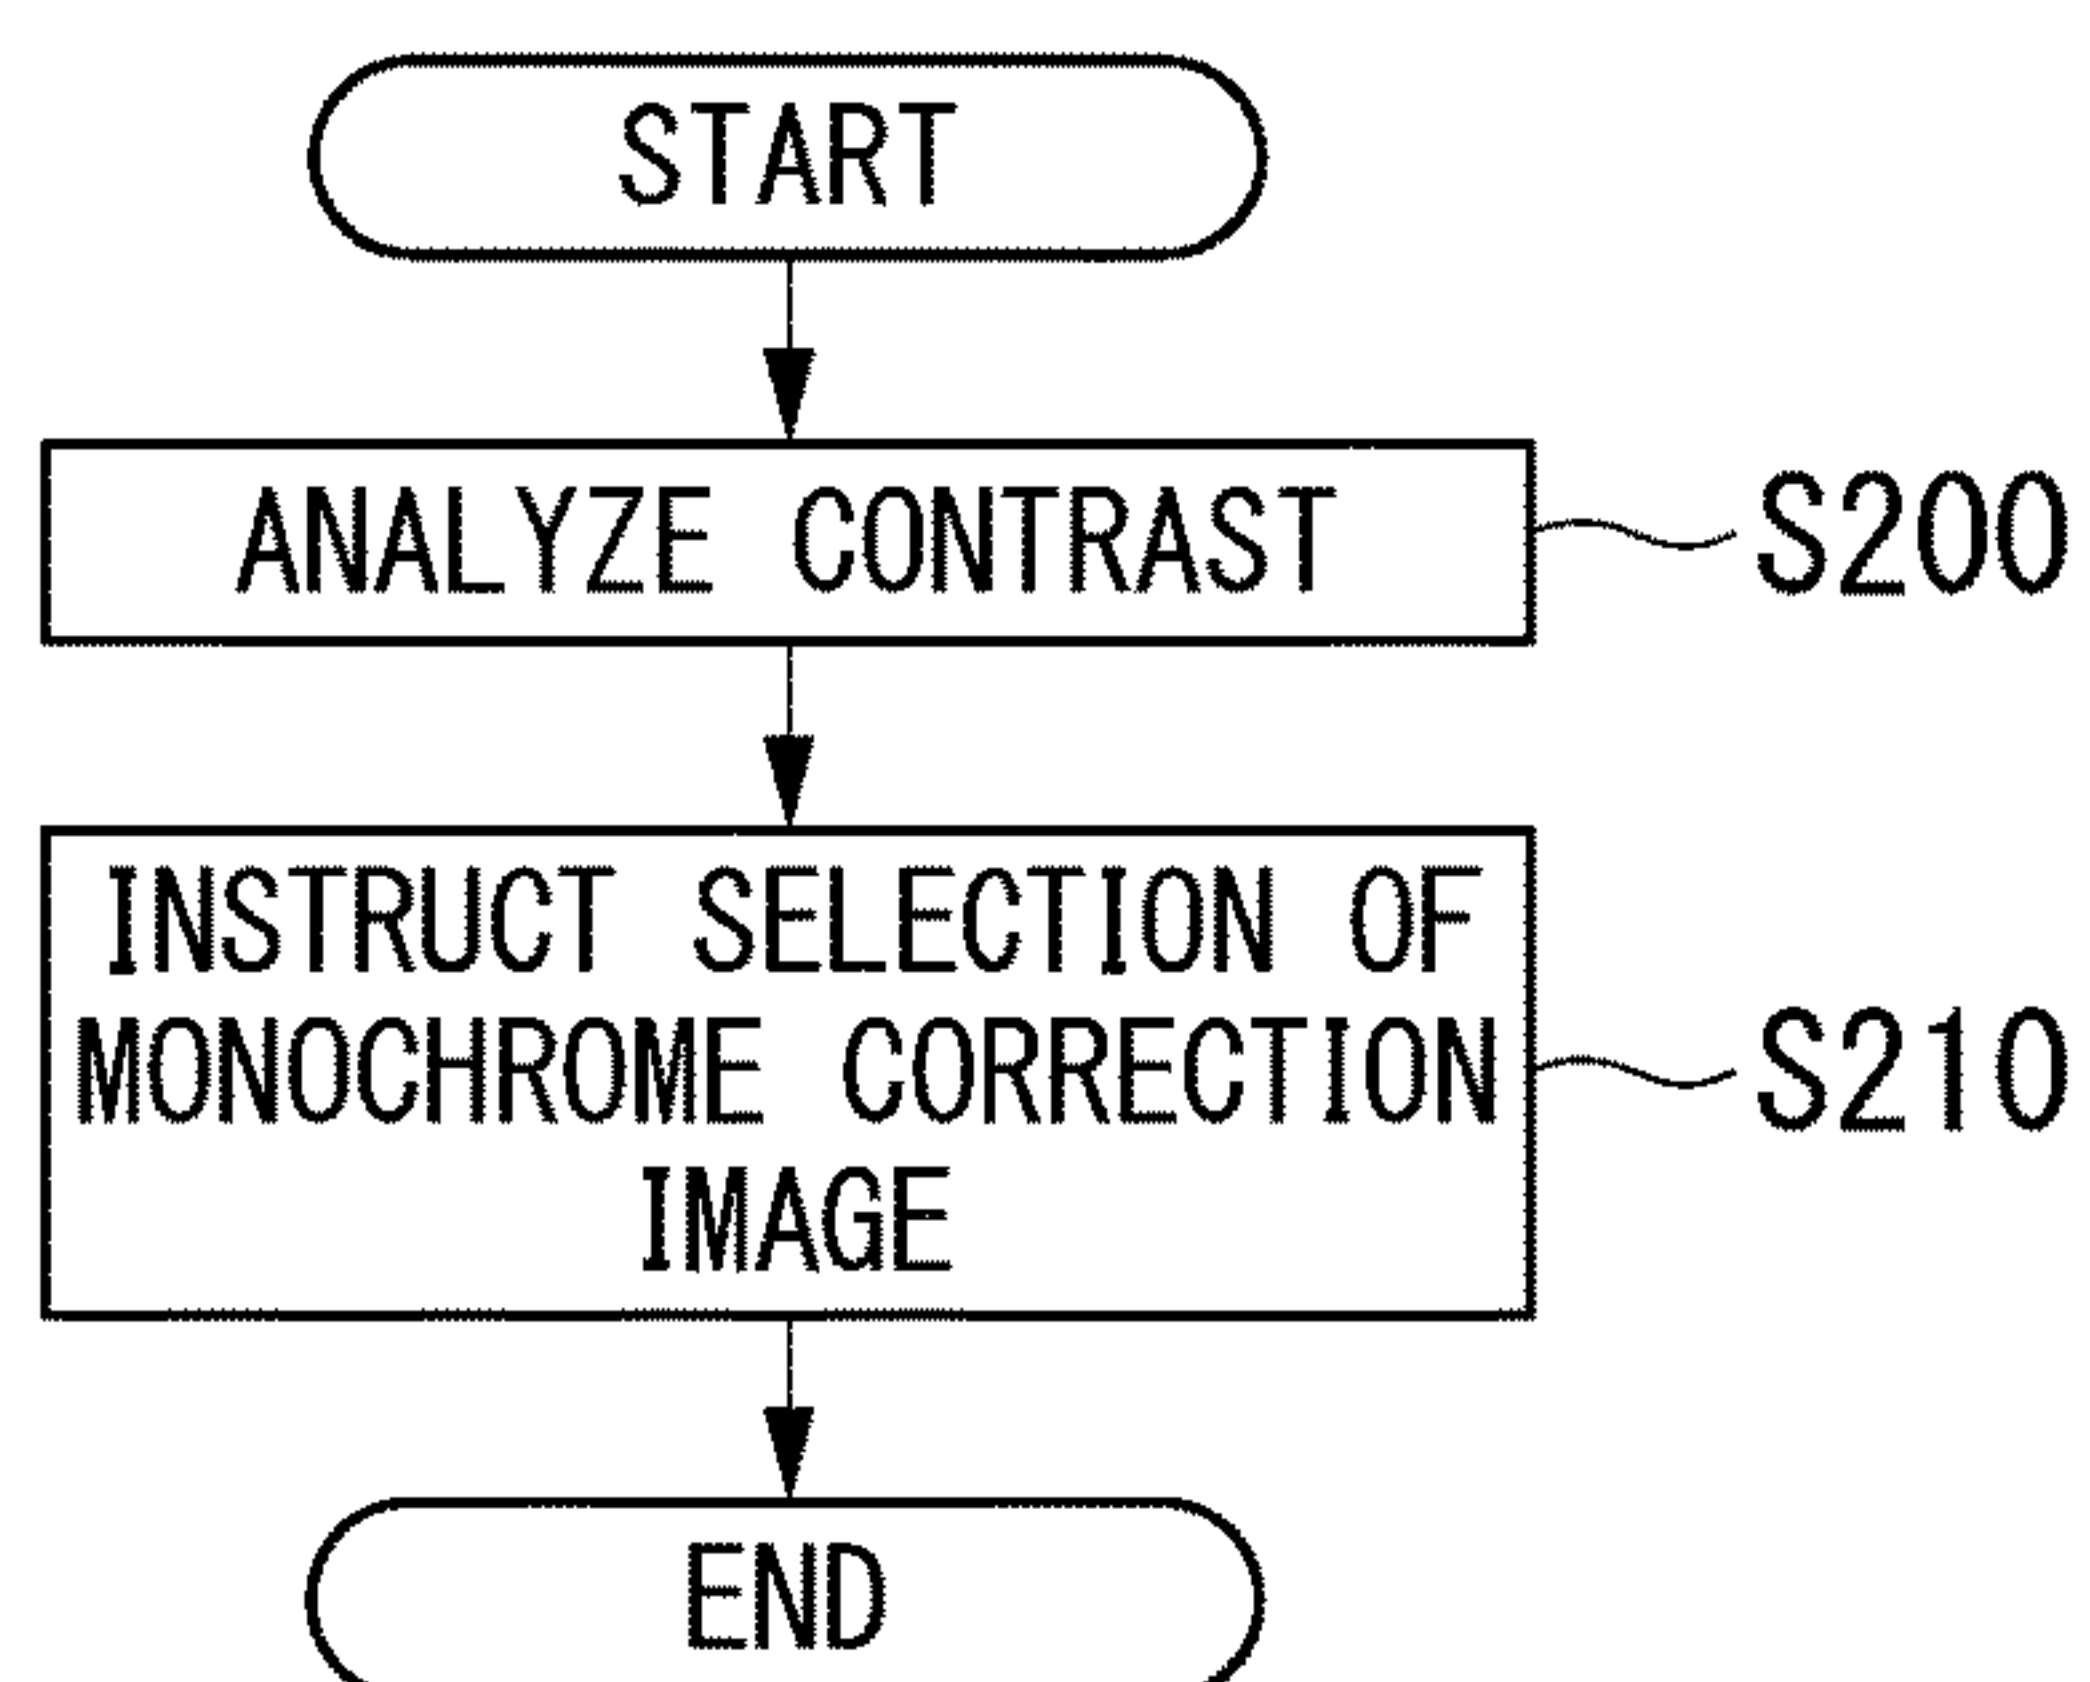 START
ANALYZE CONTRAST
S200
INSTRUCT SELECTION OF
MONOCHROME CORRECTION
IMAGE
S210
END